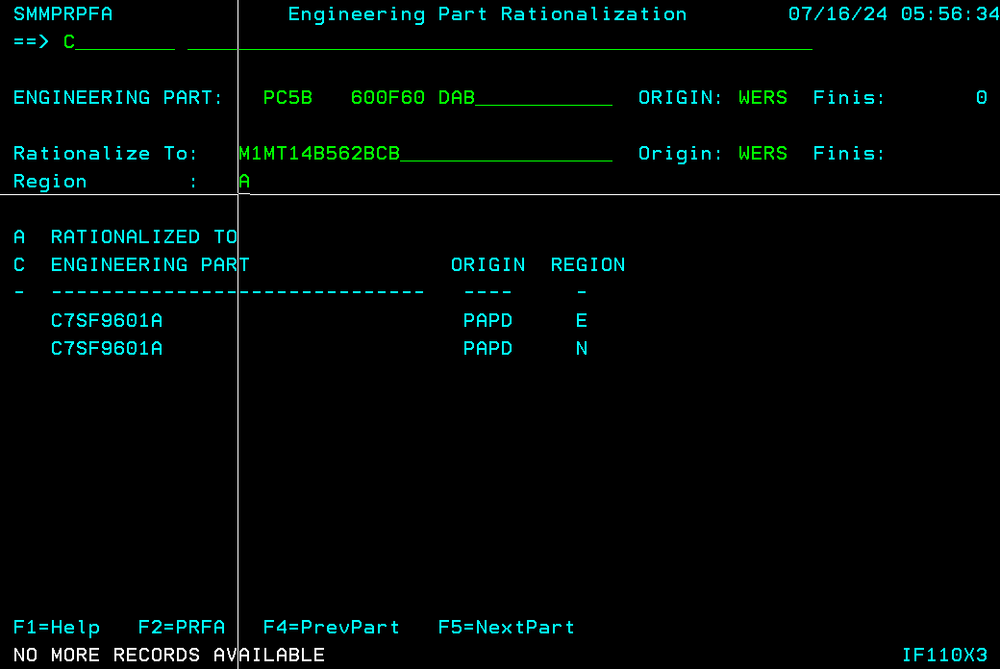 SMMPRPFA Engineering Part Rationalization 07/16/24 05:56:34
==> C________ __________________________________________________
ENGINEERING PART: PC5B 600F60 DAB___________ ORIGIN: WERS Finis: 0
Rationalize To: M1MT14B562BCB_________________ Origin: WERS Finis:
Region : A
A RATIONALIZED TO
C ENGINEERING PART ORIGIN REGION
- ------------------------------ ---- -
C7SF9601A PAPD E
C7SF9601A PAPD N
F1=Help F2=PRFA F4=PrevPart F5=NextPart
NO MORE RECORDS AVAILABLE IF110X3